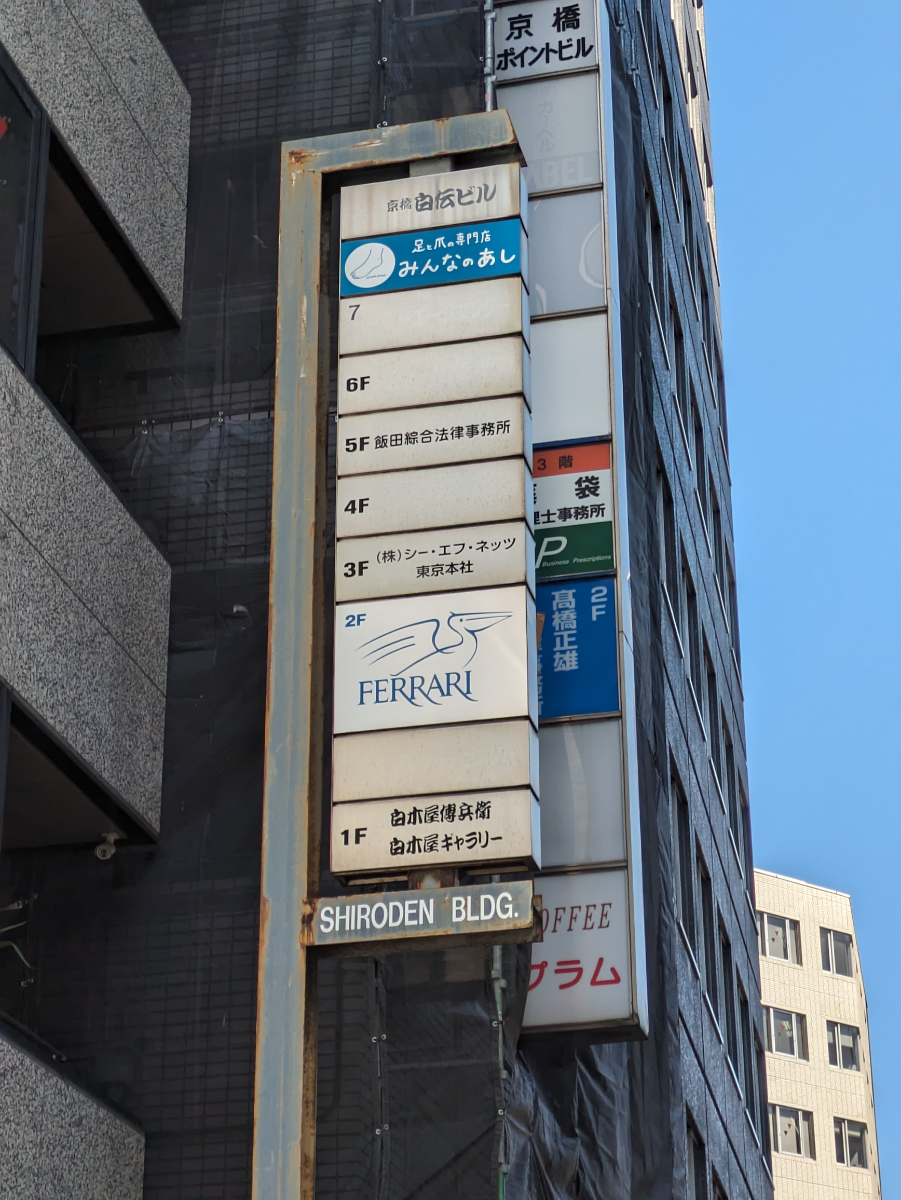 京橋
ポイントビル
ABEL
京橋 白伝ビル
足と爪の専門店
みんなのあし
7
6F
5F 飯田綜合法律事務所
4F
3F (株)シー・エフ・ネッツ
東京本社
2F
FERRARI
1F 白木屋傳兵衛
白木屋ギャラリー
SHIRODEN BLDG.
3階
袋
理士事務所
P
Business Prescriptions
2F
髙橋正雄
OFFEE
プラム